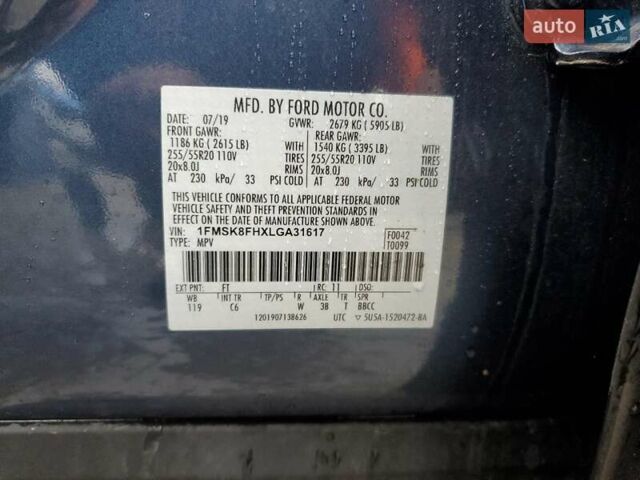 auto RIA .com
MFD. BY FORD MOTOR CO.
DATE: 07/19 GVWR: 2679 KG ( 5905 LB)
FRONT GAWR: REAR GAWR:
1186 KG ( 2615 LB) WITH 1540 KG ( 3395 LB) WITH
255/55R20 110V TIRES 255/55R20 110V TIRES
20x8.0J RIMS 20x8.0J RIMS
AT 230 kPa/ 33 PSI COLD AT 230 kPa/ 33 PSI COLD
THIS VEHICLE CONFORMS TO ALL APPLICABLE FEDERAL MOTOR
VEHICLE SAFETY AND THEFT PREVENTION STANDARDS IN
EFFECT ON THE DATE OF MANUFACTURE SHOWN ABOVE.
VIN: 1FMSK8FHXLGA31617 F0042
TYPE: MPV T0099
EXT PNT: FT RC: 11 DSO:
WB INT TR TP/PS R AXLE TR SPR
119 C6 W 3B T BBCC
1201907138626 UTC ▽ 5U5A-1520472-BA